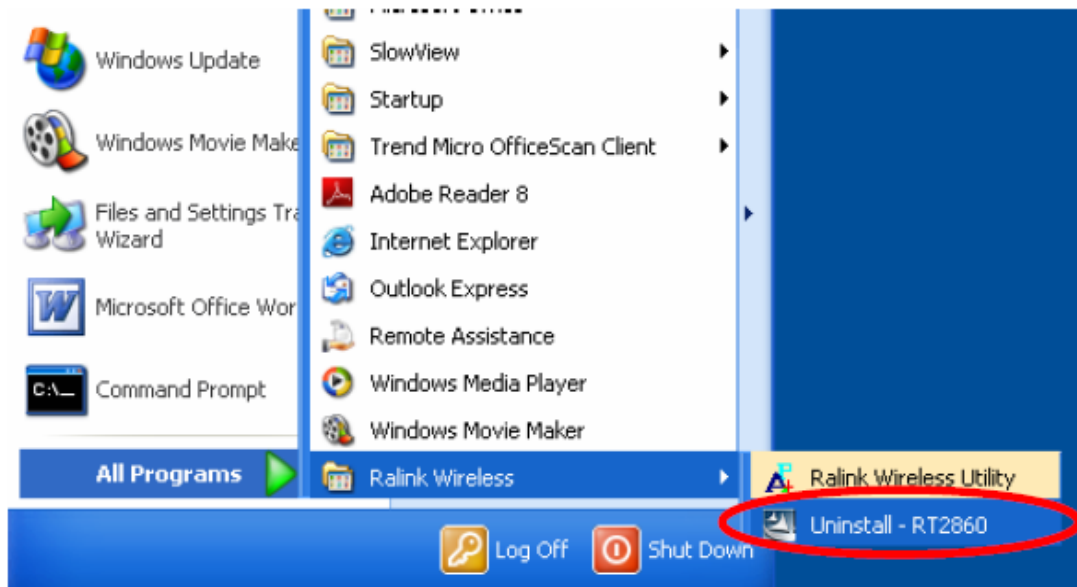 Windows Update
Windows Movie Make
Files and Settings Tra
Wizard
Microsoft Office Wor
C:\_
Command Prompt
All Programs
Microsoft Office
SlowView
Startup
Trend Micro OfficeScan Client
Adobe Reader 8
Internet Explorer
Outlook Express
Remote Assistance
Windows Media Player
Windows Movie Maker
Ralink Wireless
Ralink Wireless Utility
Uninstall - RT2860
Log Off
Shut Down